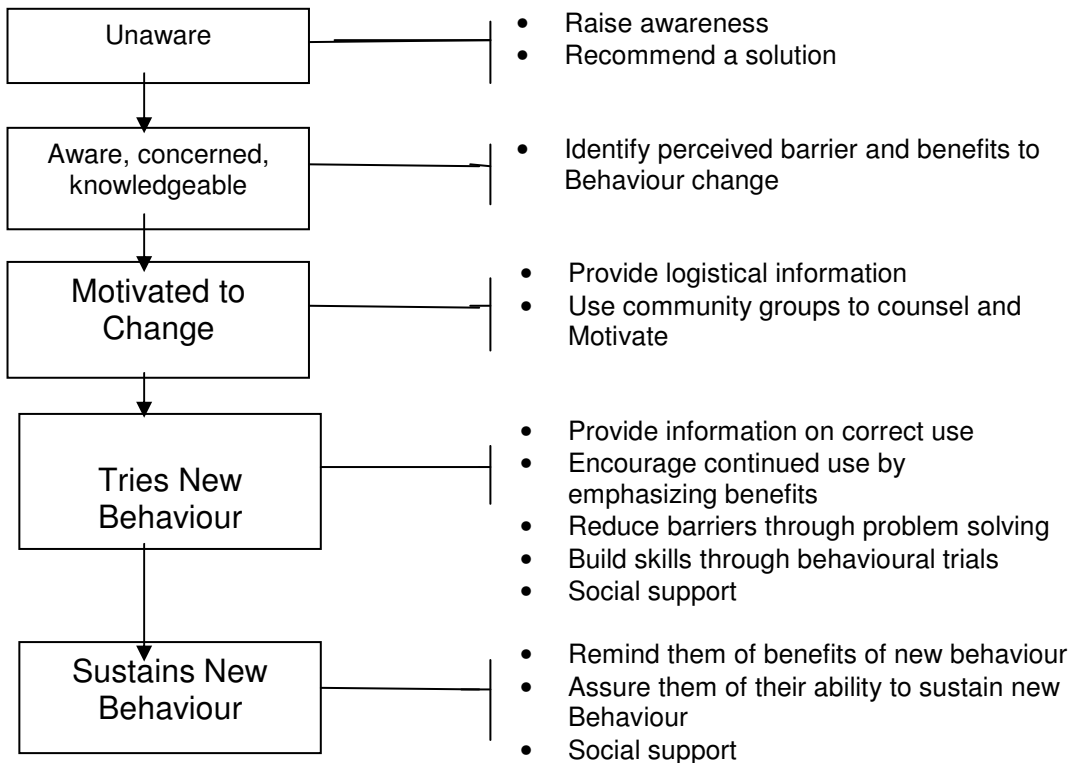 Unaware
• Raise awareness
• Recommend a solution
Aware, concerned,
knowledgeable
• Identify perceived barrier and benefits to
Behaviour change
Motivated to
Change
• Provide logistical information
• Use community groups to counsel and
Motivate
Tries New
Behaviour
• Provide information on correct use
• Encourage continued use by
emphasizing benefits
• Reduce barriers through problem solving
• Build skills through behavioural trials
• Social support
Sustains New
Behaviour
• Remind them of benefits of new behaviour
• Assure them of their ability to sustain new
Behaviour
• Social support